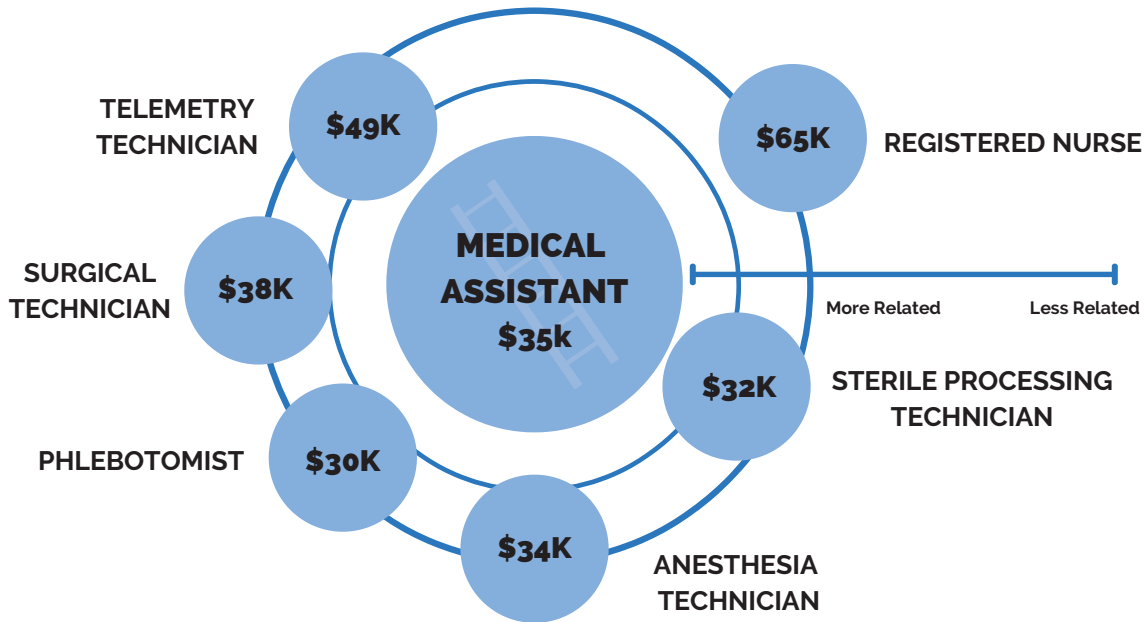 TELEMETRY
TECHNICIAN
$49K
$65K
REGISTERED NURSE
MEDICAL
ASSISTANT
$35k
SURGICAL
TECHNICIAN
$38K
More Related
Less Related
$32K
STERILE PROCESSING
TECHNICIAN
PHLEBOTOMIST
$30K
$34K
ANESTHESIA
TECHNICIAN